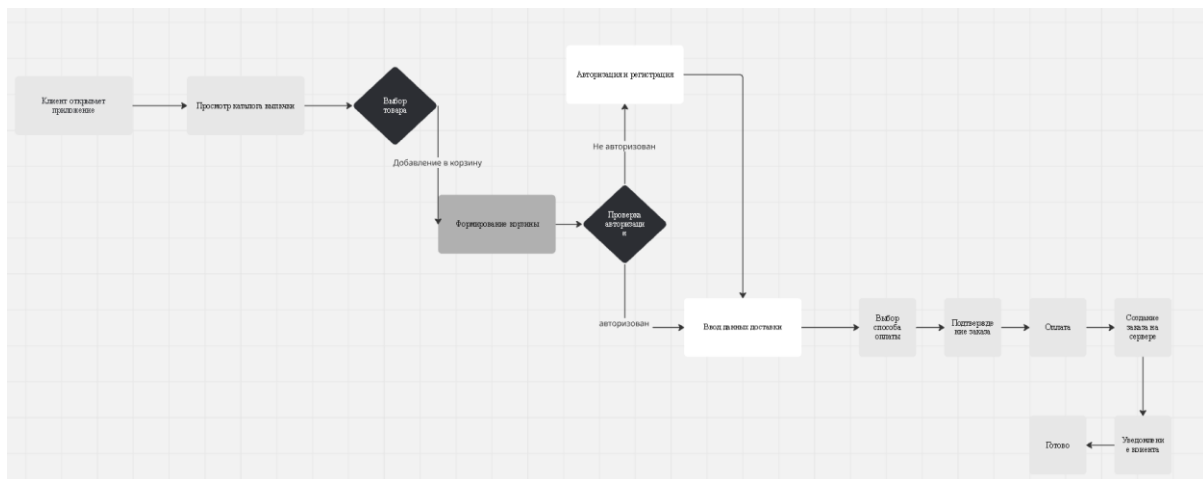 Клиент открывает
приложение
Просмотр каталога выпечки
Выбор
товара
Добавление в корзину
Формирование корзины
Авторизация и регистрация
Не авторизован
Проверка
авторизаци
и
авторизован
Ввод данных доставки
Выбор
способа
оплаты
Подтвержде
ние заказа
Оплата
Создание
заказа на
сервере
Уведомлени
е клиента
Готово